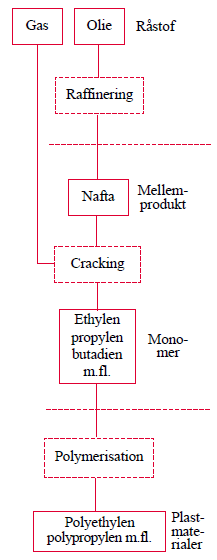 Gas Olie Råstof
Raffinering
Nafta
Mellem-
produkt
Cracking
Ethylen
propylen
butadien
m.fl.
Mono-
mer
Polymerisation
Polyethylen
polypropylen m.fl.
Plast-
mate-
rialer